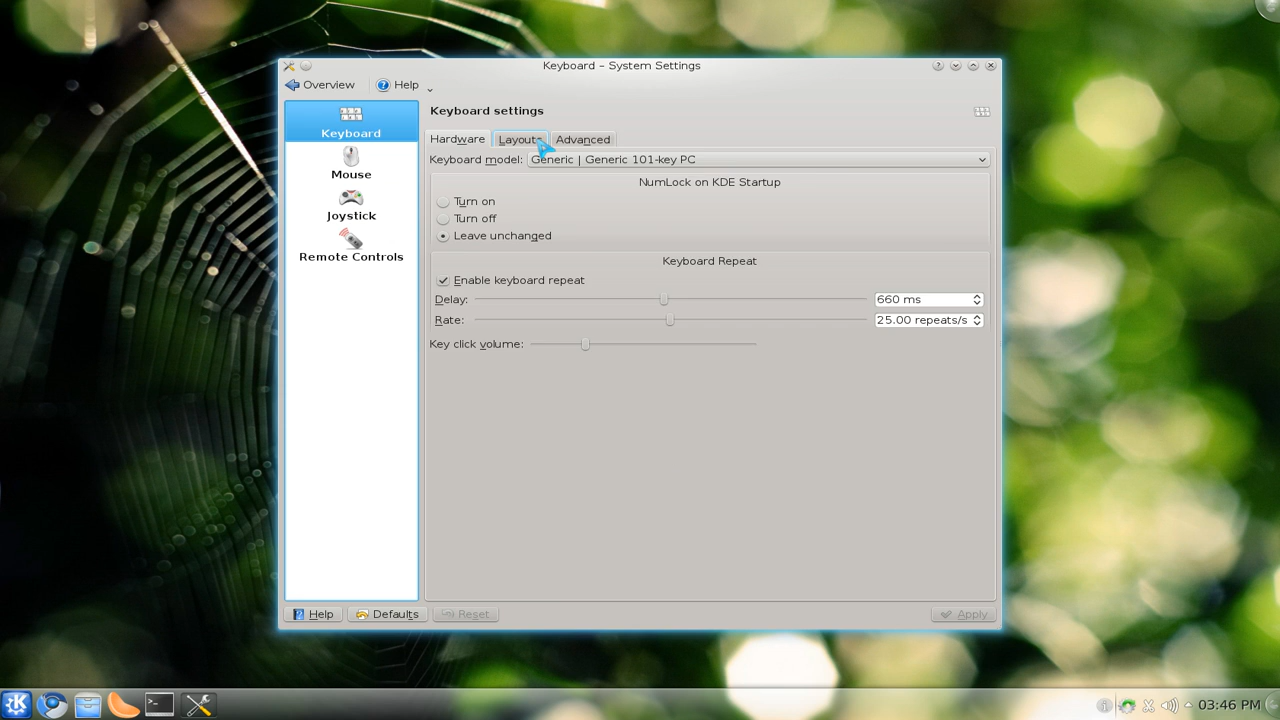 Keyboard – System Settings
Overview
Help
Keyboard settings
Keyboard
Mouse
Joystick
Remote Controls
Hardware
Layouts
Advanced
Keyboard model:
Generic | Generic 101-key PC
NumLock on KDE Startup
Turn on
Turn off
Leave unchanged
Keyboard Repeat
Enable keyboard repeat
Delay:
660 ms
Rate:
25.00 repeats/s
Key click volume:
Help
Defaults
Reset
Apply
03:46 PM